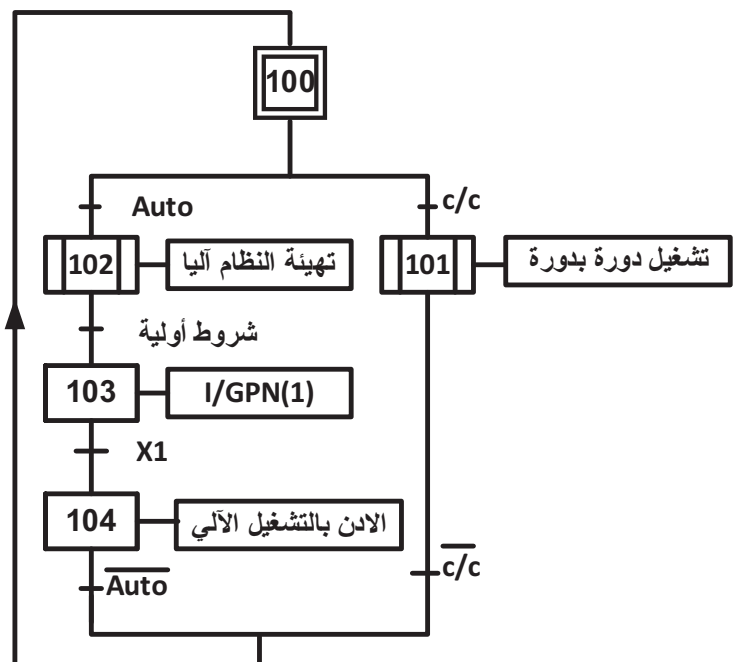 100
Auto
c/c
102
تهيئة النظام آليا
101
تشغيل دورة بدورة
شروط أولية
103
I/GPN(1)
X1
104
الادن بالتشغيل الآلي
A̅u̅t̅o̅
c̅/̅c̅